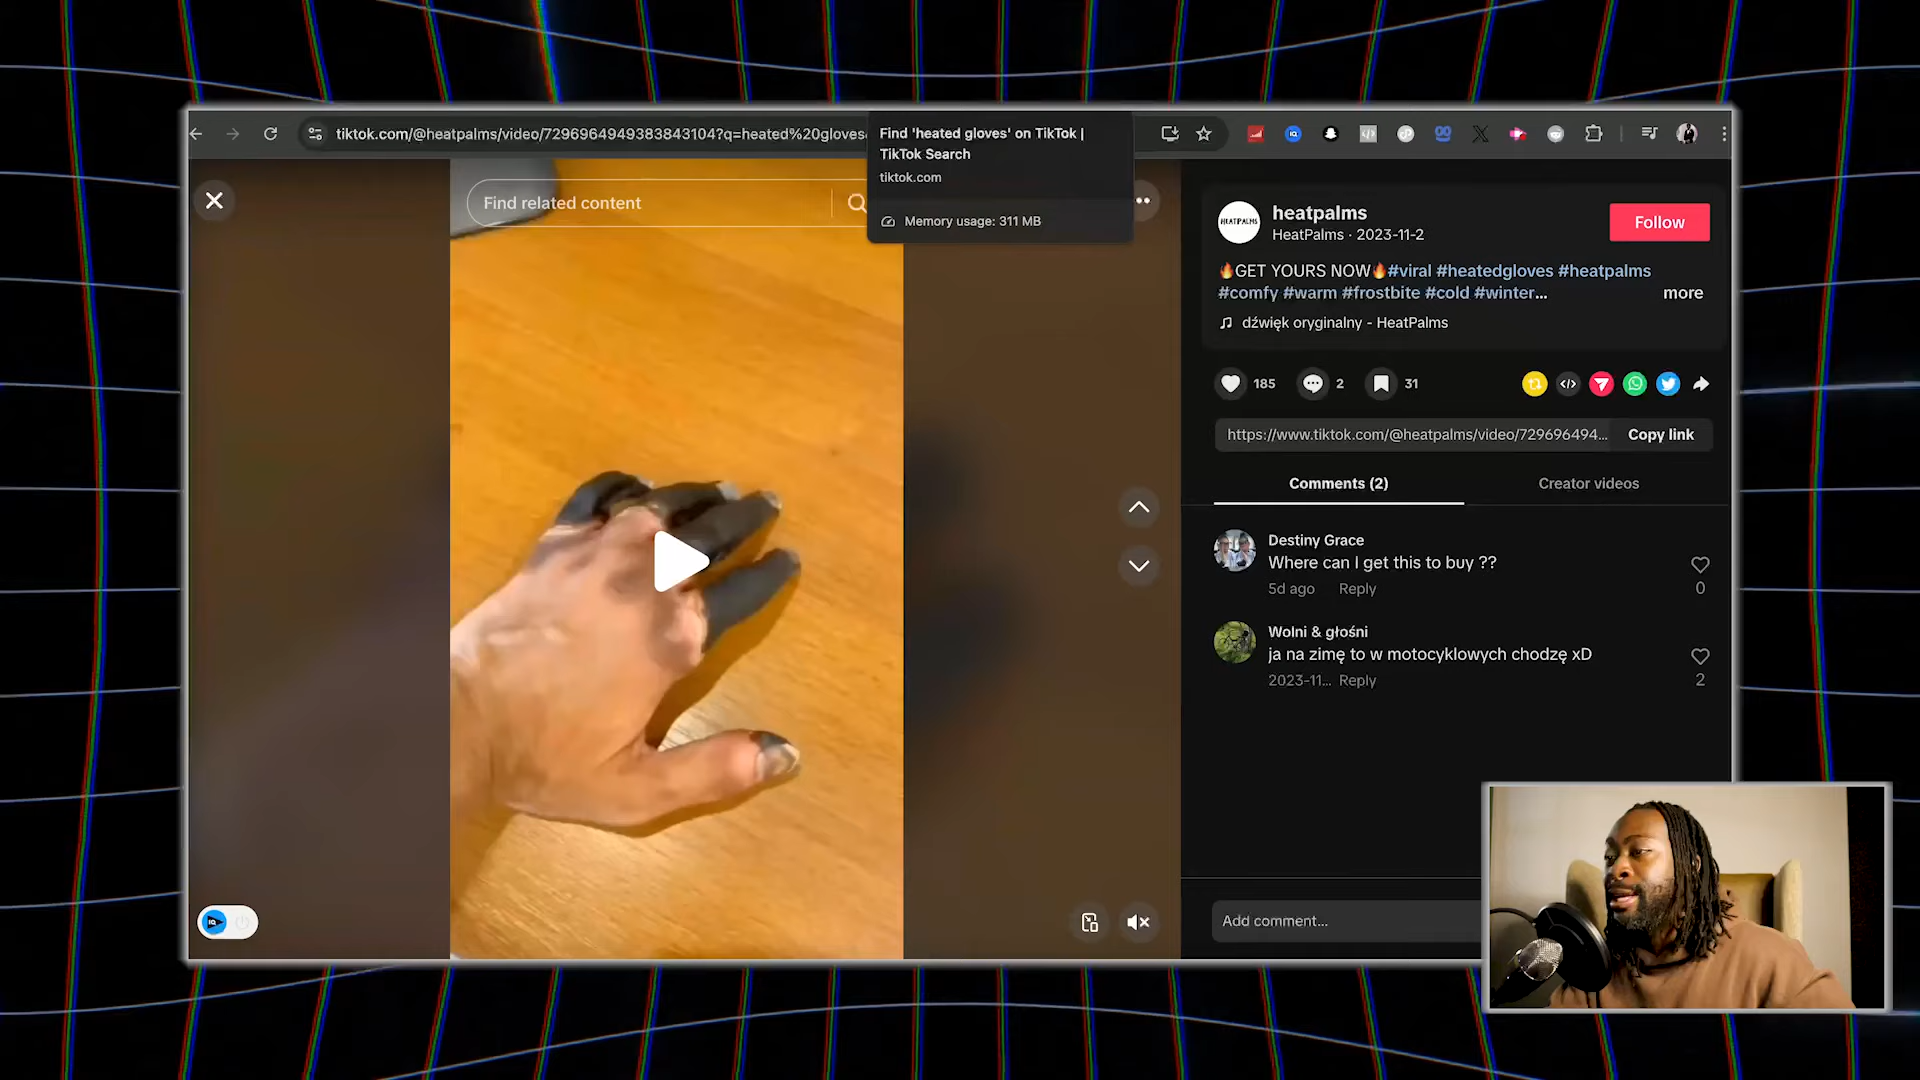 tiktok.com/@heatpalms/video/7296964949383843104?q=heated%20gloves
Find 'heated gloves' on TikTok |
TikTok Search
tiktok.com
Memory usage: 311 MB
Find related content
HEATPALMS
heatpalms
HeatPalms · 2023-11-2
Follow
🔥GET YOURS NOW🔥#viral #heatedgloves #heatpalms
#comfy #warm #frostbite #cold #winter...
more
dźwięk oryginalny - HeatPalms
185
2
31
https://www.tiktok.com/@heatpalms/video/729696494...
Copy link
Comments (2)
Creator videos
Destiny Grace
Where can I get this to buy ??
5d ago
Reply
0
Wolni & głośni
ja na zimę to w motocyklowych chodzę xD
2023-11...
Reply
2
Add comment...